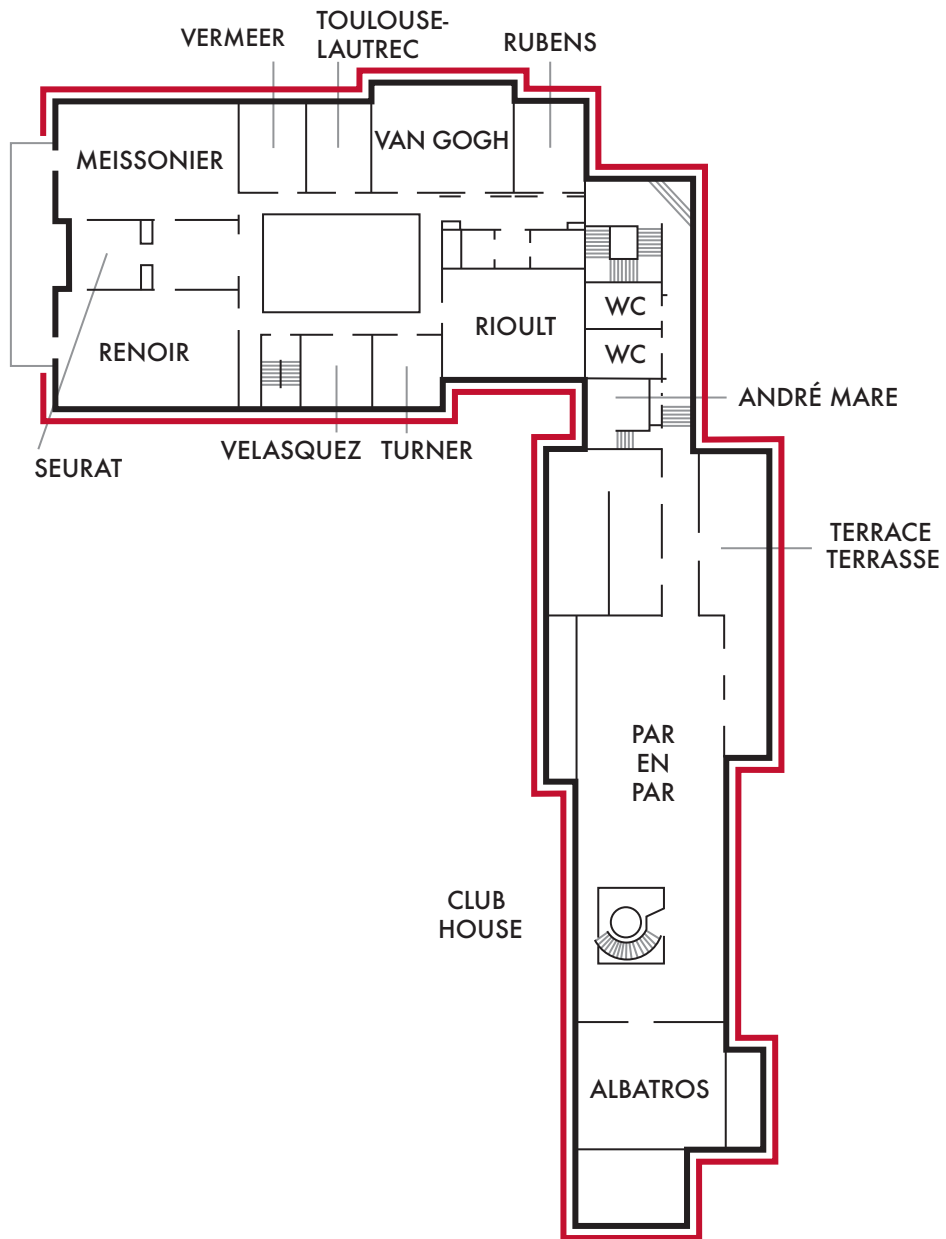 VERMEER
TOULOUSE-
LAUTREC
RUBENS
MEISSONIER
VAN GOGH
WC
RIOULT
WC
RENOIR
ANDRÉ MARE
VELASQUEZ
TURNER
SEURAT
TERRACE
TERRASSE
PAR
EN
PAR
CLUB
HOUSE
ALBATROS